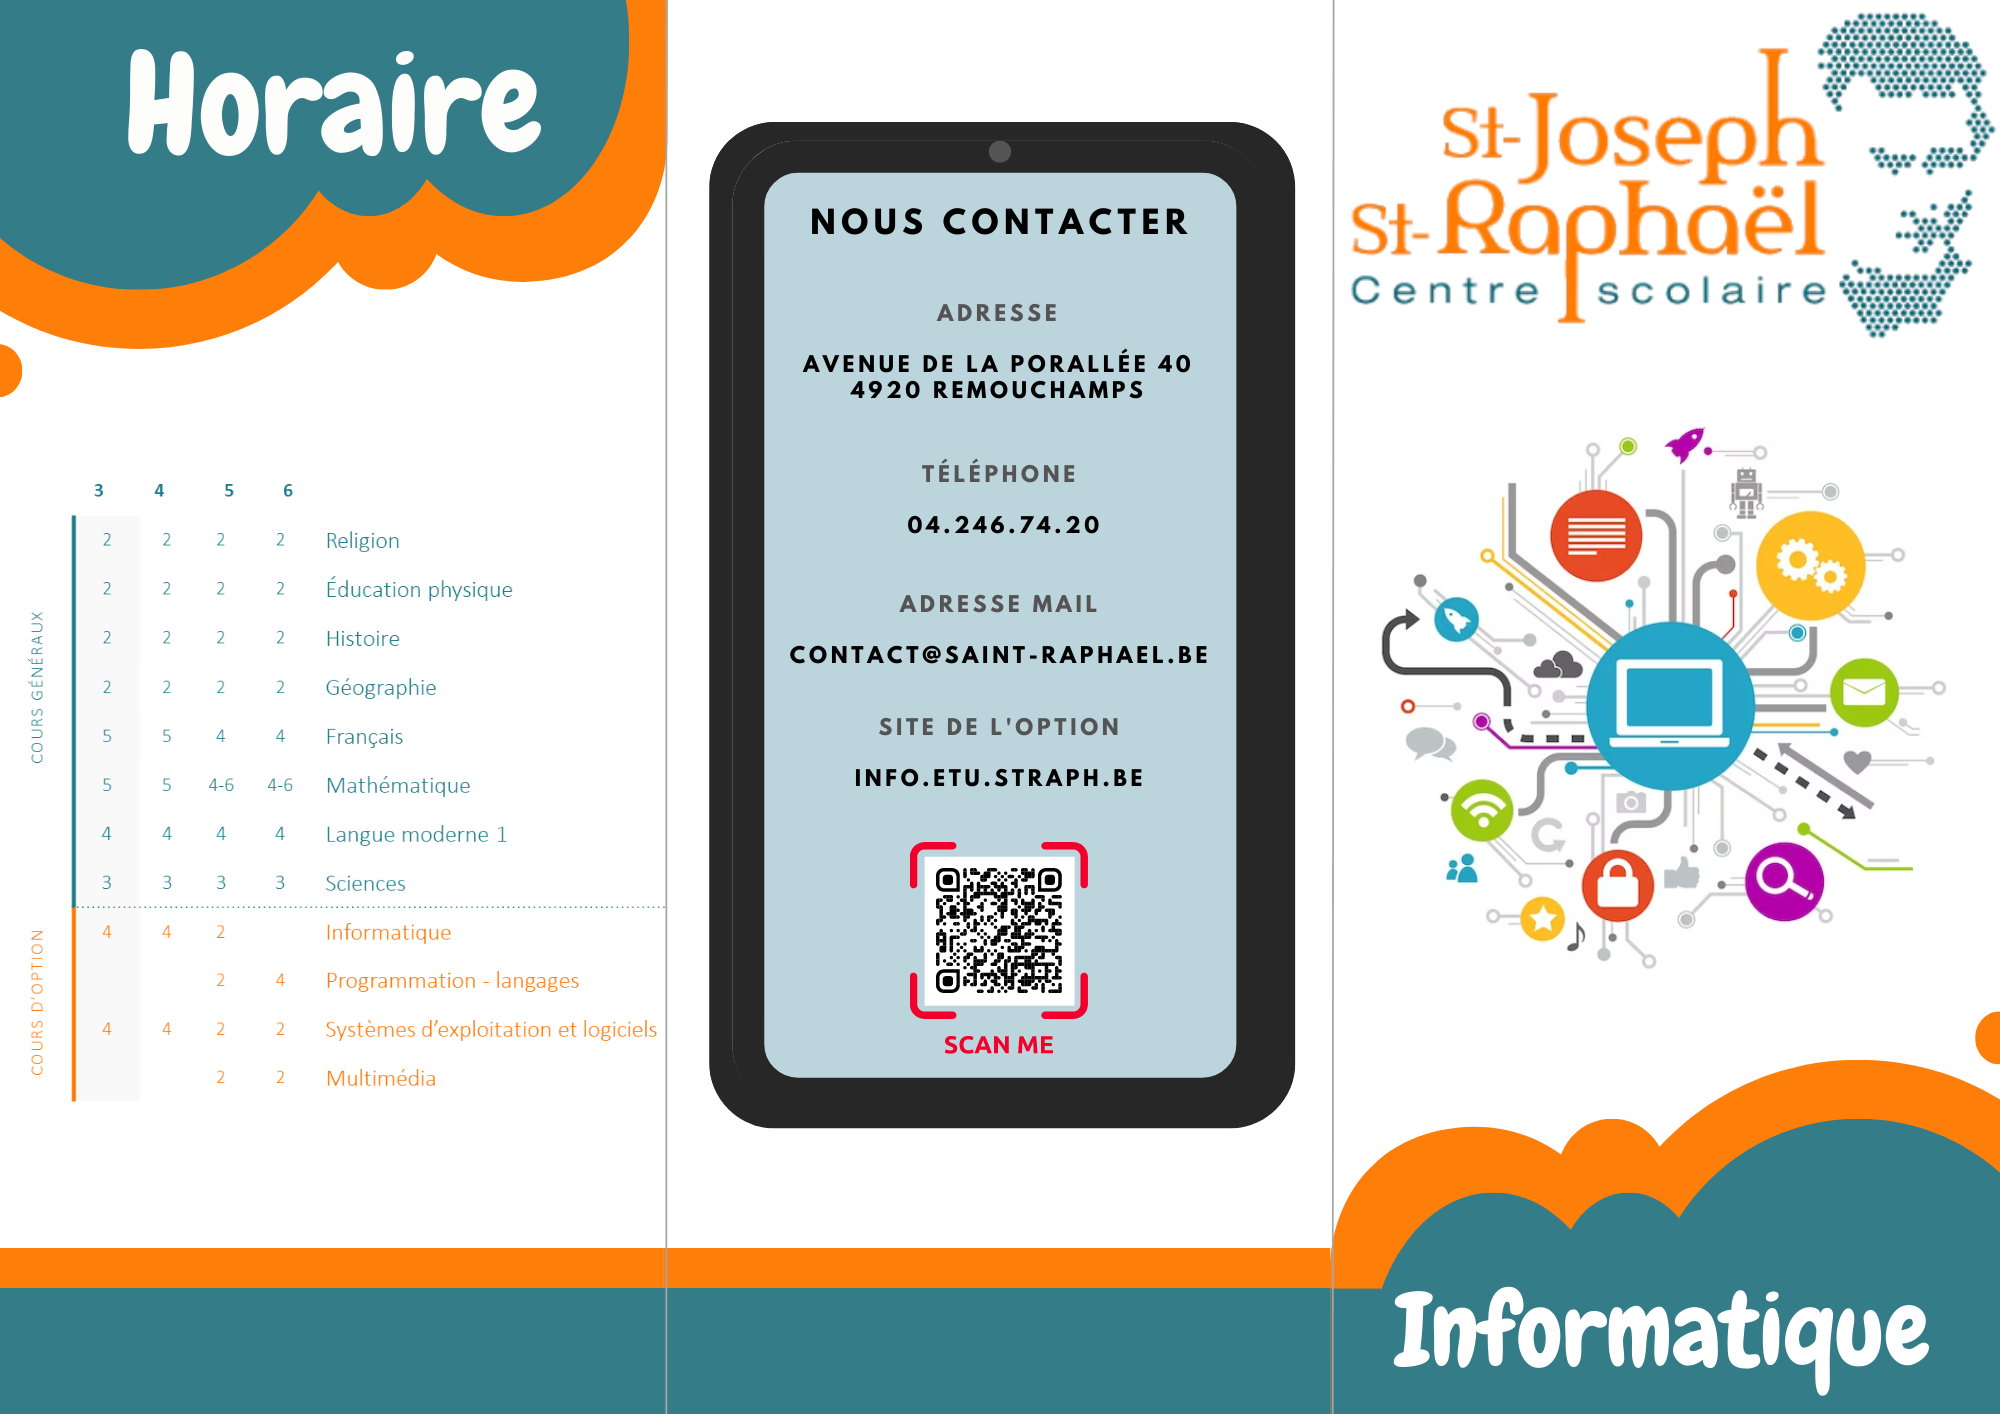 Horaire
3 4 5 6
COURS GÉNÉRAUX
2 2 2 2 Religion
2 2 2 2 Éducation physique
2 2 2 2 Histoire
2 2 2 2 Géographie
5 5 4 4 Français
5 5 4-6 4-6 Mathématique
4 4 4 4 Langue moderne 1
3 3 3 3 Sciences
COURS D'OPTION
4 4 2 Informatique
2 4 Programmation - langages
4 4 2 2 Systèmes d’exploitation et logiciels
2 2 Multimédia
NOUS CONTACTER
ADRESSE
AVENUE DE LA PORALLÉE 40
4920 REMOUCHAMPS
TÉLÉPHONE
04.246.74.20
ADRESSE MAIL
CONTACT@SAINT-RAPHAEL.BE
SITE DE L'OPTION
INFO.ETU.STRAPH.BE
SCAN ME
St-Joseph
St-Raphaël
Centre scolaire
Informatique